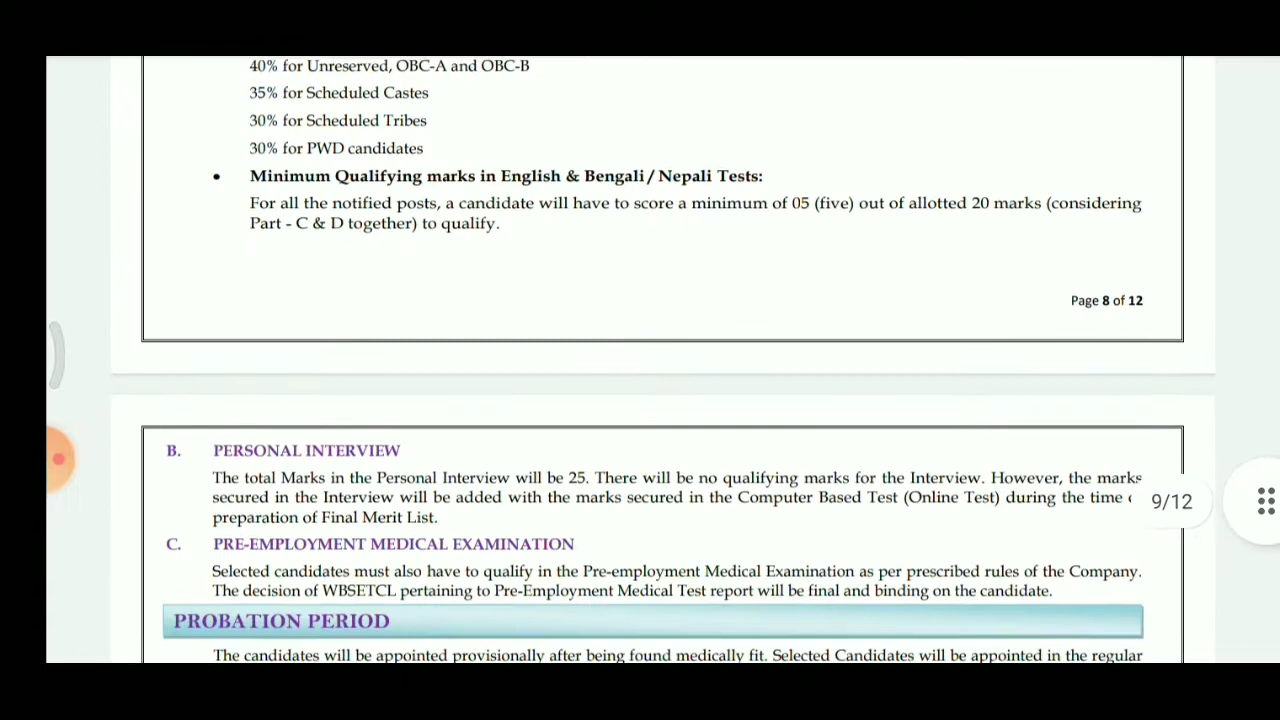 40% for Unreserved, OBC-A and OBC-B
35% for Scheduled Castes
30% for Scheduled Tribes
30% for PWD candidates
• Minimum Qualifying marks in English & Bengali / Nepali Tests:
For all the notified posts, a candidate will have to score a minimum of 05 (five) out of allotted 20 marks (considering
Part - C & D together) to qualify.
Page 8 of 12
B. PERSONAL INTERVIEW
The total Marks in the Personal Interview will be 25. There will be no qualifying marks for the Interview. However, the marks
secured in the Interview will be added with the marks secured in the Computer Based Test (Online Test) during the time
9/12
preparation of Final Merit List.
C. PRE-EMPLOYMENT MEDICAL EXAMINATION
Selected candidates must also have to qualify in the Pre-employment Medical Examination as per prescribed rules of the Company.
The decision of WBSETCL pertaining to Pre-Employment Medical Test report will be final and binding on the candidate.
PROBATION PERIOD
The candidates will be appointed provisionally after being found medically fit. Selected Candidates will be appointed in the regular